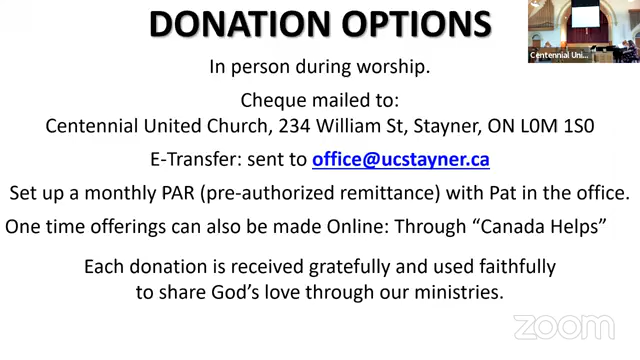 DONATION OPTIONS
Centennial Uni...
In person during worship.
Cheque mailed to:
Centennial United Church, 234 William St, Stayner, ON L0M 1S0
E-Transfer: sent to office@ucstayner.ca
Set up a monthly PAR (pre-authorized remittance) with Pat in the office.
One time offerings can also be made Online: Through “Canada Helps”
Each donation is received gratefully and used faithfully
to share God’s love through our ministries.
zoom